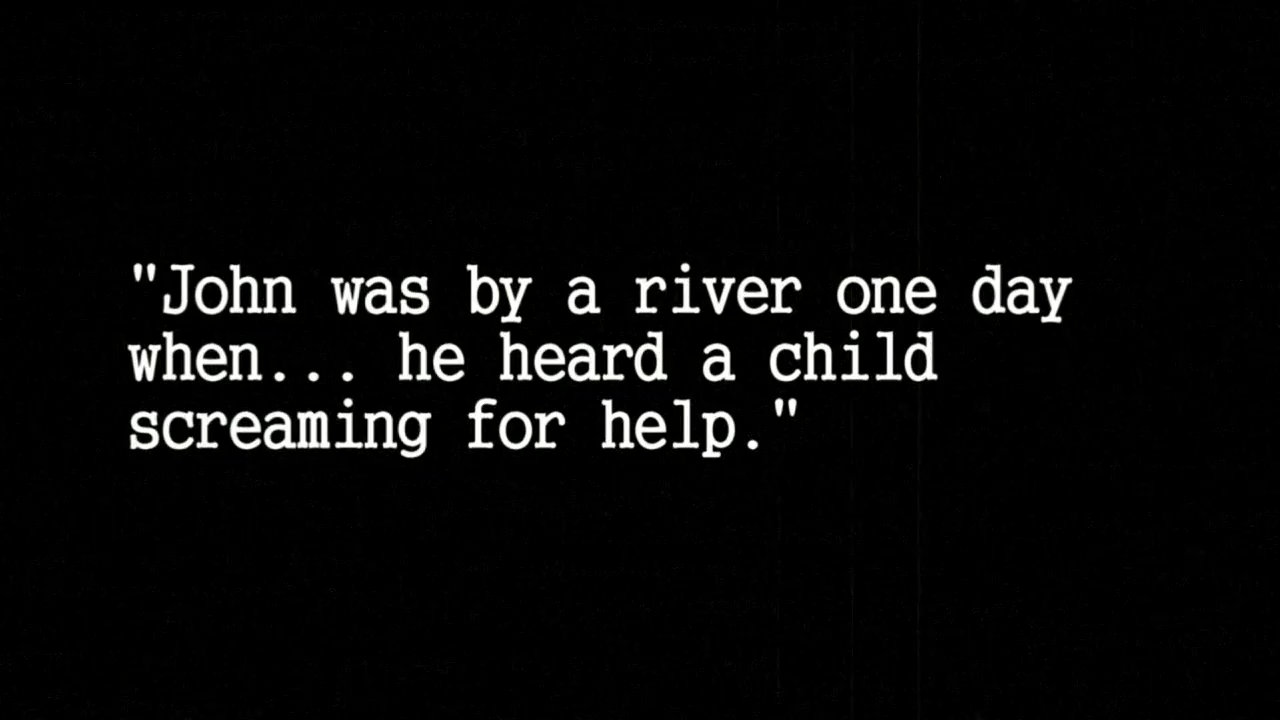 "John was by a river one day
when... he heard a child
screaming for help."